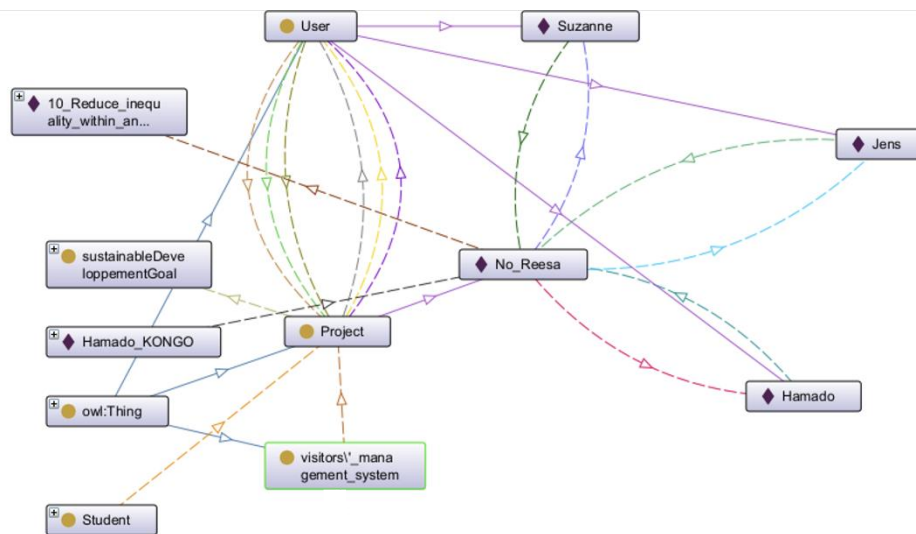 User
Suzanne
10_Reduce_inequ
ality_within_an...
Jens
sustainableDeve
loppementGoal
No_Reesa
Hamado_KONGO
Project
owl:Thing
Hamado
visitors\'_mana
gement_system
Student